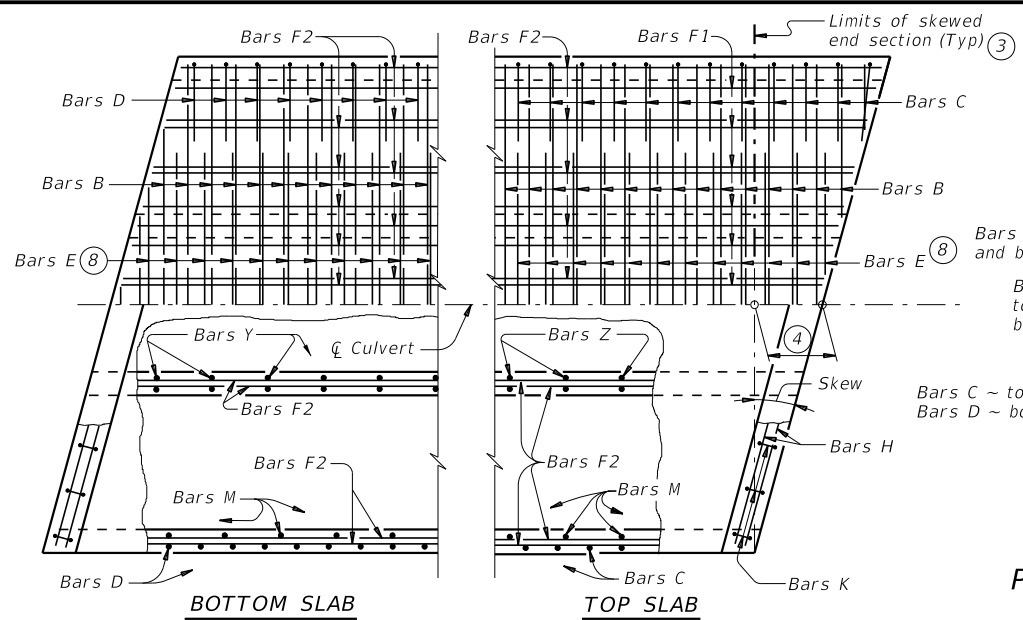 Bars F2
Bars F2
Bars F1
Limits of skewed
end section (Typ) 3
Bars D
Bars C
Bars B
Bars B
Bars E 8
Bars E 8
Bars
and b
B
to
b
Bars Y
℄ Culvert
Bars Z
4
Bars F2
Skew
Bars C ~ to
Bars D ~ bo
Bars H
Bars F2
Bars F2
Bars M
Bars M
Bars D
Bars C
Bars K
BOTTOM SLAB
TOP SLAB
P